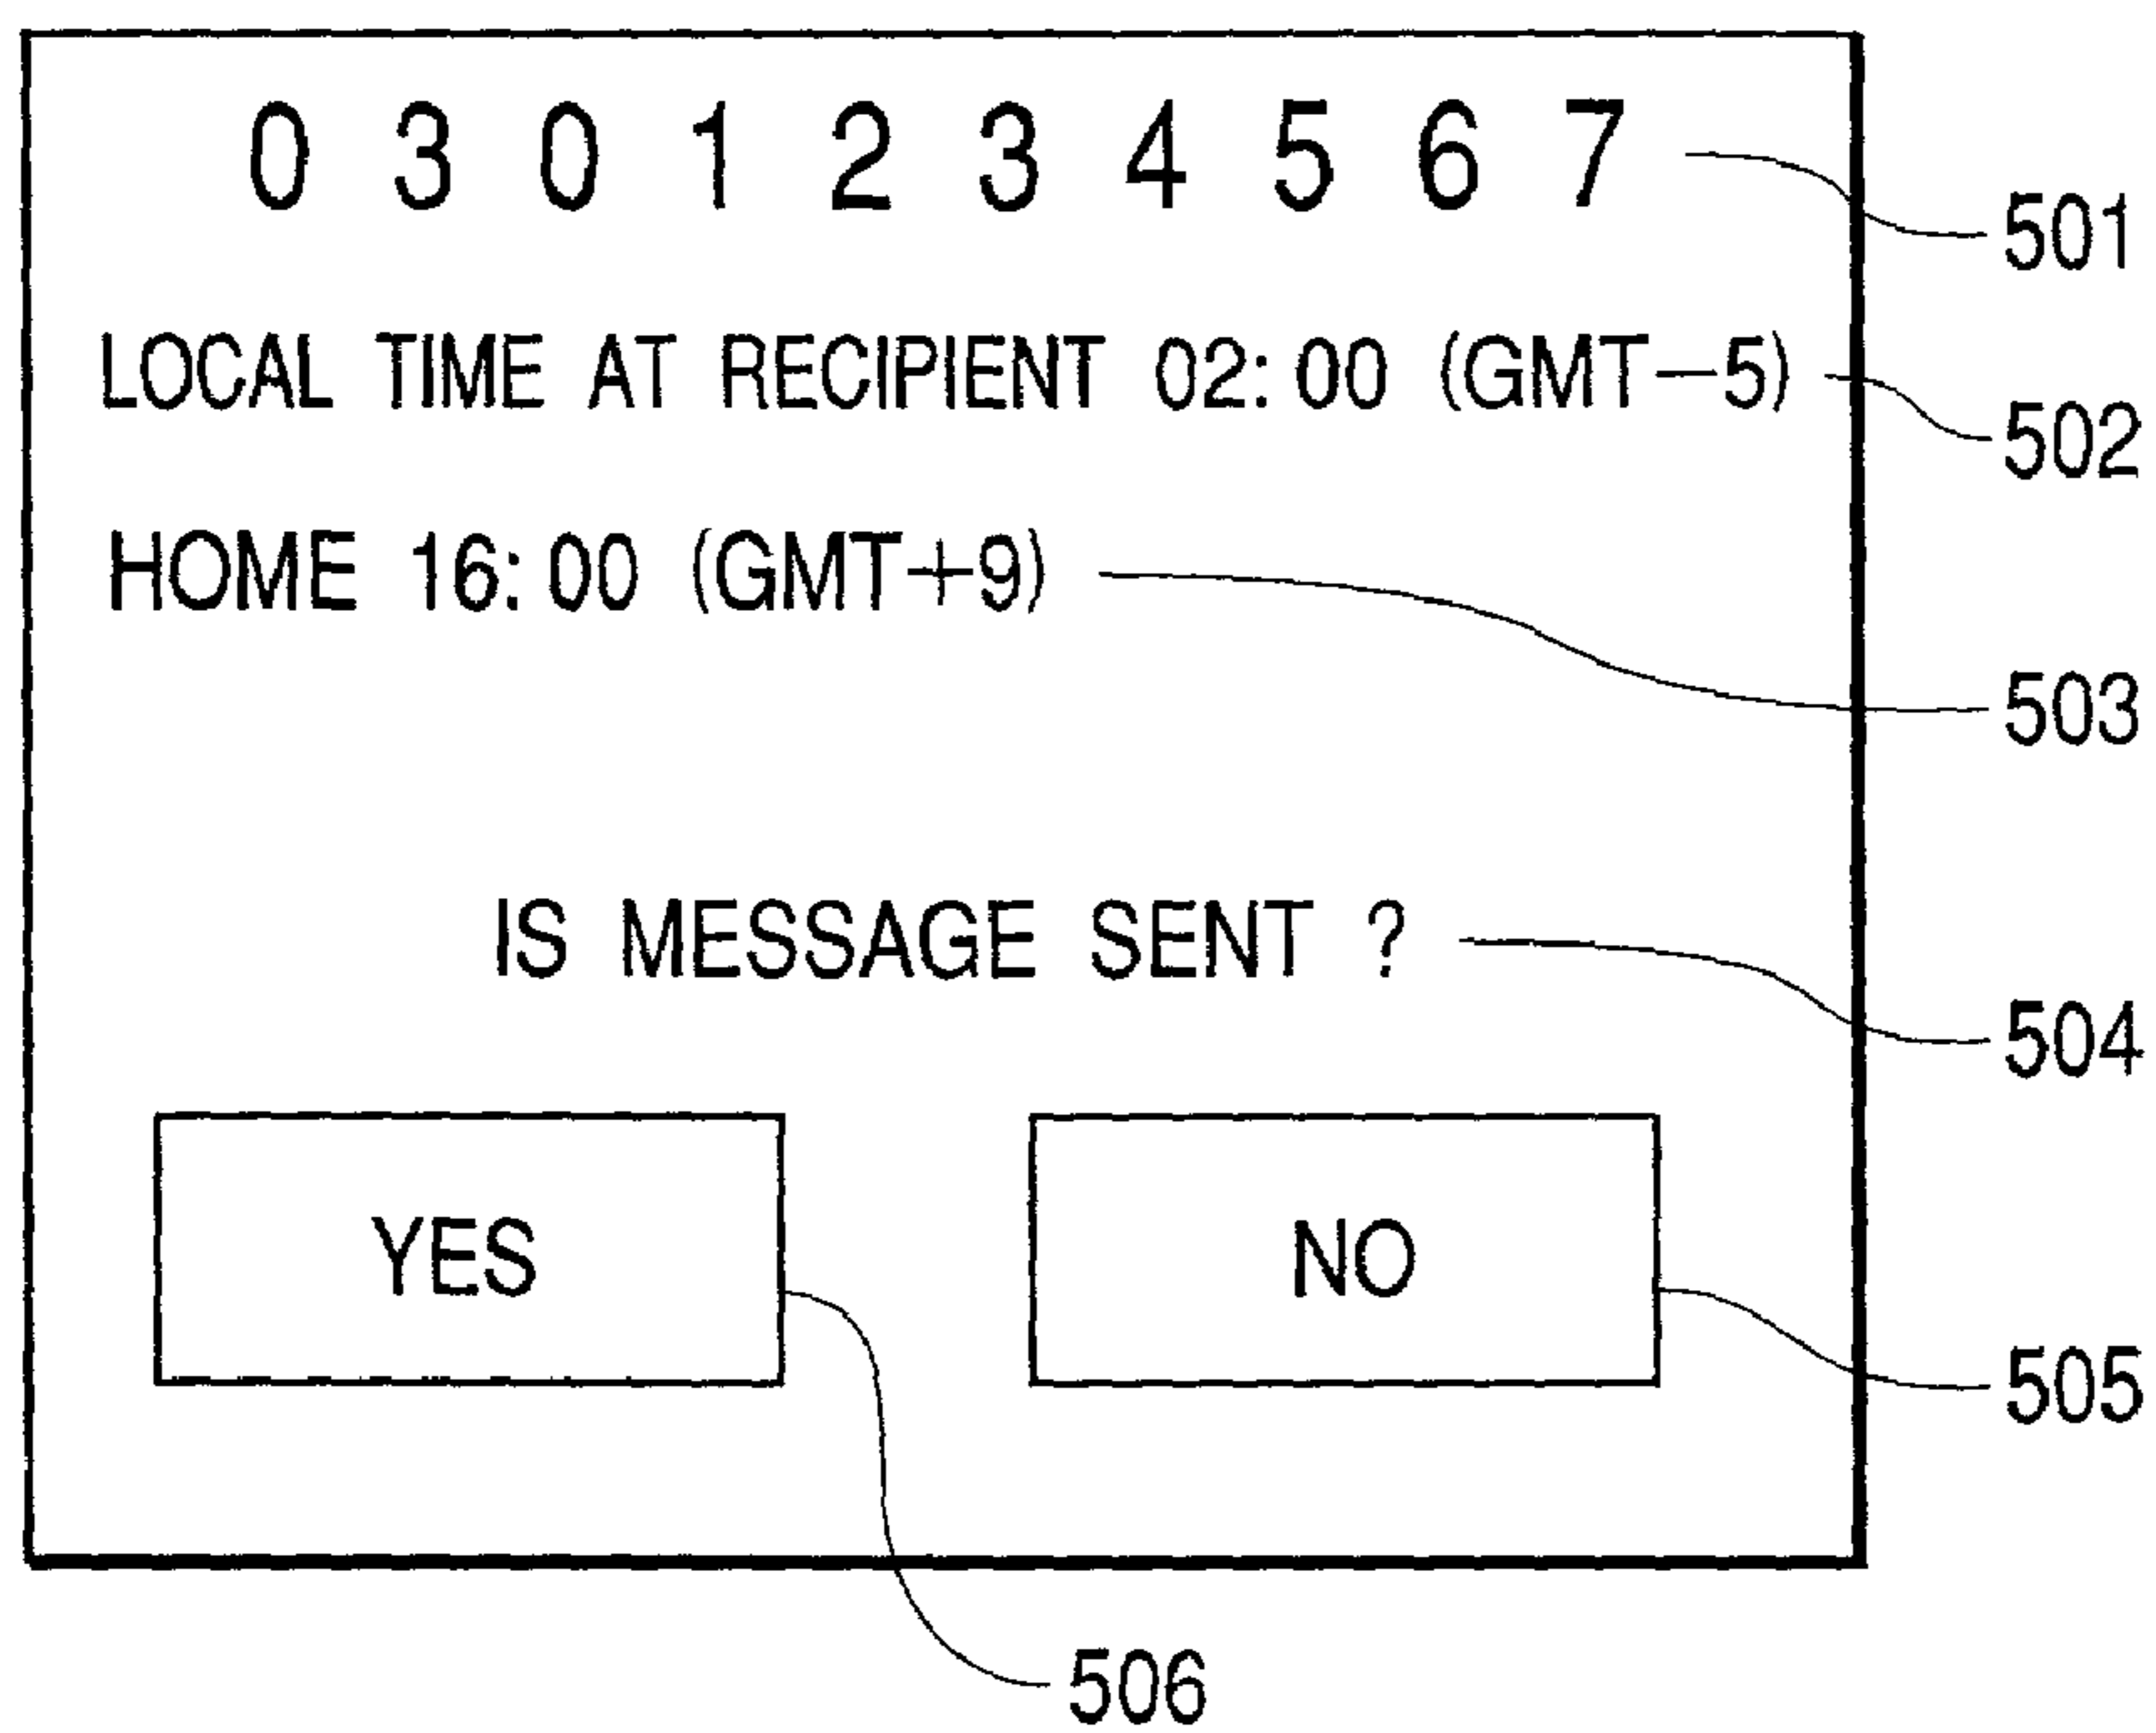 0 3 0 1 2 3 4 5 6 7
501
LOCAL TIME AT RECIPIENT 02:00 (GMT-5)
502
HOME 16:00 (GMT+9)
503
IS MESSAGE SENT ?
504
YES
NO
505
506